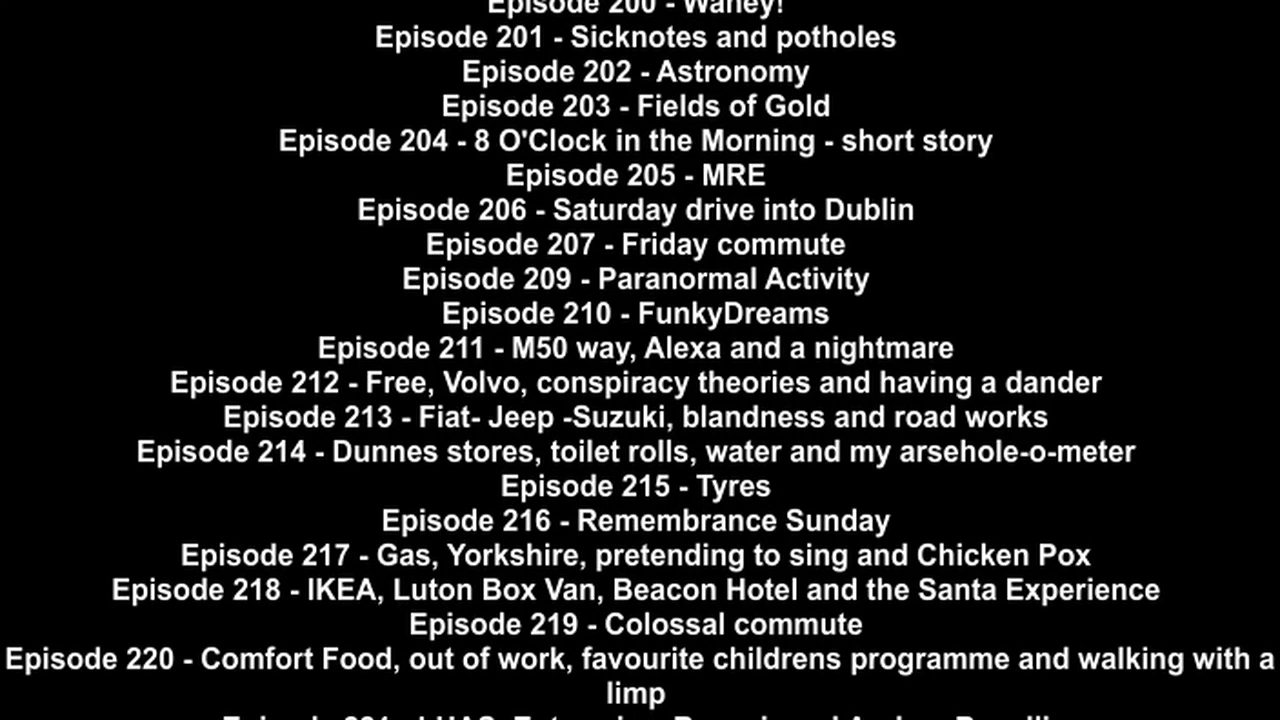 Episode 200 - Wahey!
Episode 201 - Sicknotes and potholes
Episode 202 - Astronomy
Episode 203 - Fields of Gold
Episode 204 - 8 O'Clock in the Morning - short story
Episode 205 - MRE
Episode 206 - Saturday drive into Dublin
Episode 207 - Friday commute
Episode 209 - Paranormal Activity
Episode 210 - FunkyDreams
Episode 211 - M50 way, Alexa and a nightmare
Episode 212 - Free, Volvo, conspiracy theories and having a dander
Episode 213 - Fiat- Jeep -Suzuki, blandness and road works
Episode 214 - Dunnes stores, toilet rolls, water and my arsehole-o-meter
Episode 215 - Tyres
Episode 216 - Remembrance Sunday
Episode 217 - Gas, Yorkshire, pretending to sing and Chicken Pox
Episode 218 - IKEA, Luton Box Van, Beacon Hotel and the Santa Experience
Episode 219 - Colossal commute
Episode 220 - Comfort Food, out of work, favourite childrens programme and walking with a
limp
Episode 221 -